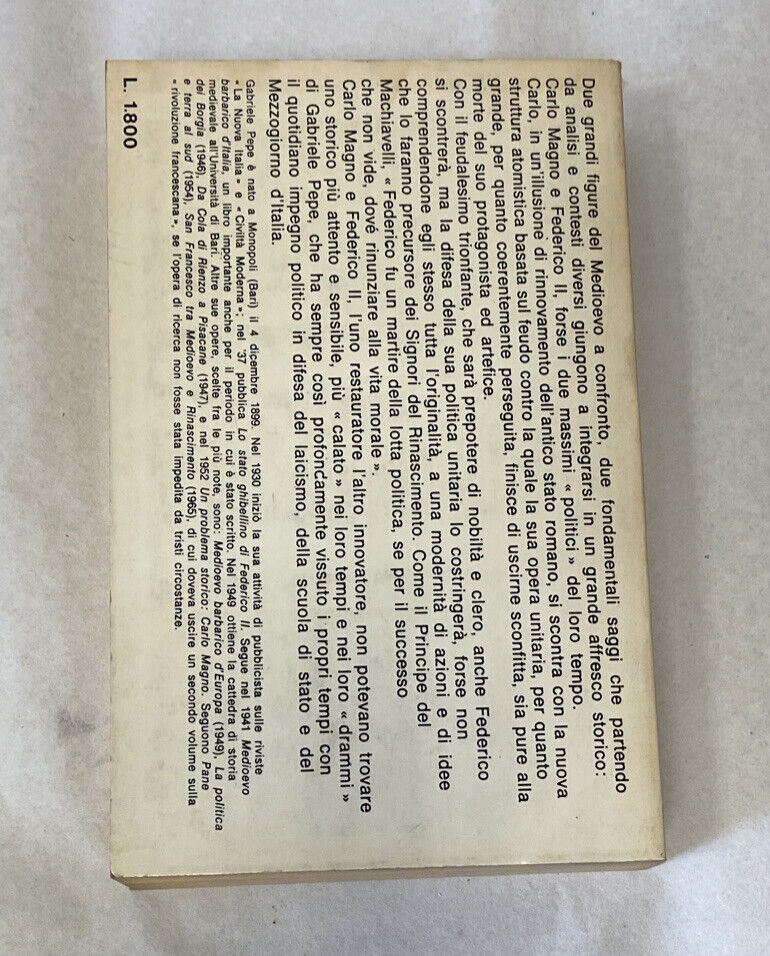 Due grandi figure del Medioevo a confronto, due fondamentali saggi che partendo
da analisi e contesti diversi giungono a integrarsi in un grande affresco storico:
Carlo Magno e Federico II, forse i due massimi « politici » del loro tempo.
Carlo, in un'illusione di rinnovamento dell'antico stato romano, si scontra con la nuova
struttura atomistica basata sul feudo contro la quale la sua opera unitaria, per quanto
grande, per quanto coerentemente perseguita, finisce di uscirne sconfitta, sia pure alla
morte del suo protagonista ed artefice.
Con il feudalesimo trionfante, che sarà prepotere di nobiltà e clero, anche Federico
si scontrerà, ma la difesa della sua politica unitaria lo costringerà, forse non
comprendendone egli stesso tutta l'originalità, a una modernità di azioni e di idee
che lo faranno precursore dei Signori del Rinascimento. Come il Principe del
Machiavelli, « Federico fu un martire della lotta politica, se per il successo
che non vide, dové rinunziare alla vita morale ».
Carlo Magno e Federico II, l'uno restauratore l'altro innovatore, non potevano trovare
uno storico più attento e sensibile, più « calato » nei loro tempi e nei loro « drammi »
di Gabriele Pepe, che ha sempre così profondamente vissuto i propri tempi con
il quotidiano impegno politico in difesa del laicismo, della scuola di stato e del
Mezzogiorno d'Italia.
Gabriele Pepe è nato a Monopoli (Bari) il 4 dicembre 1899. Nel 1930 iniziò la sua attività di pubblicista sulle riviste
« La Nuova Italia » e « Civiltà Moderna »; nel '37 pubblica Lo stato ghibellino di Federico II. Segue nel 1941 Medioevo
barbarico d'Italia, un libro importante anche per il periodo in cui è stato scritto. Nel 1949 ottiene la cattedra di storia
medievale all'Università di Bari. Altre sue opere, scelte fra le più note, sono: Medioevo barbarico d'Europa (1949), La politica
dei Borgia (1946), Da Cola di Rienzo a Pisacane (1947), e nel 1952 Un problema storico: Carlo Magno. Seguono Pane
e terra al sud (1954), San Francesco tra Medioevo e Rinascimento (1965), di cui doveva uscire un secondo volume sulla
« rivoluzione francescana », se l'opera di ricerca non fosse stata impedita da tristi circostanze.
L. 1.800